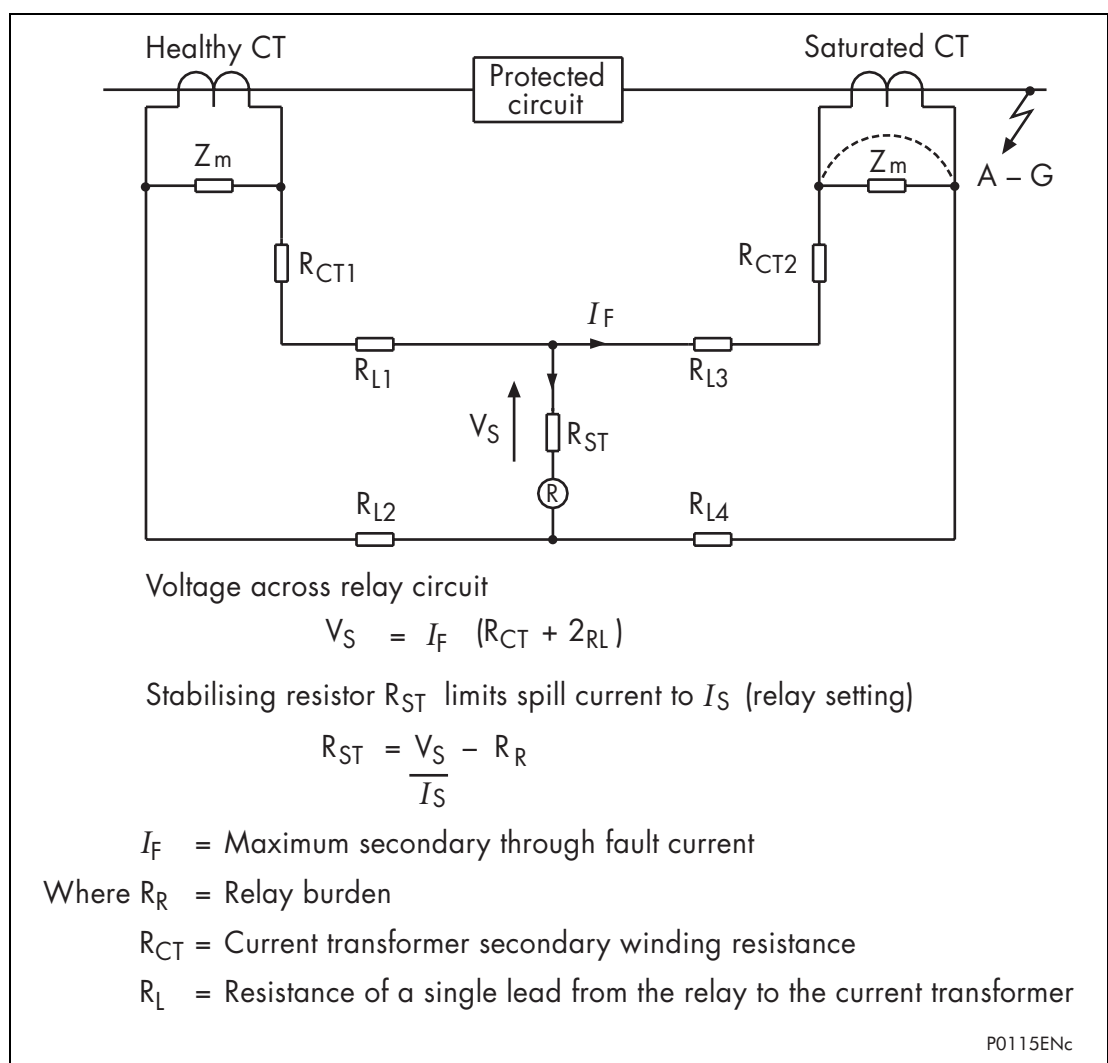 Healthy CT
Saturated CT
Protected
circuit
Zm
Zm
A – G
RCT1
RCT2
IF
RL1
RL3
VS
RST
R
RL2
RL4
Voltage across relay circuit
VS = IF (RCT + 2RL)
Stabilising resistor RST limits spill current to IS (relay setting)
RST = VS – RR
IS
IF = Maximum secondary through fault current
Where RR = Relay burden
RCT = Current transformer secondary winding resistance
RL = Resistance of a single lead from the relay to the current transformer
P0115ENc